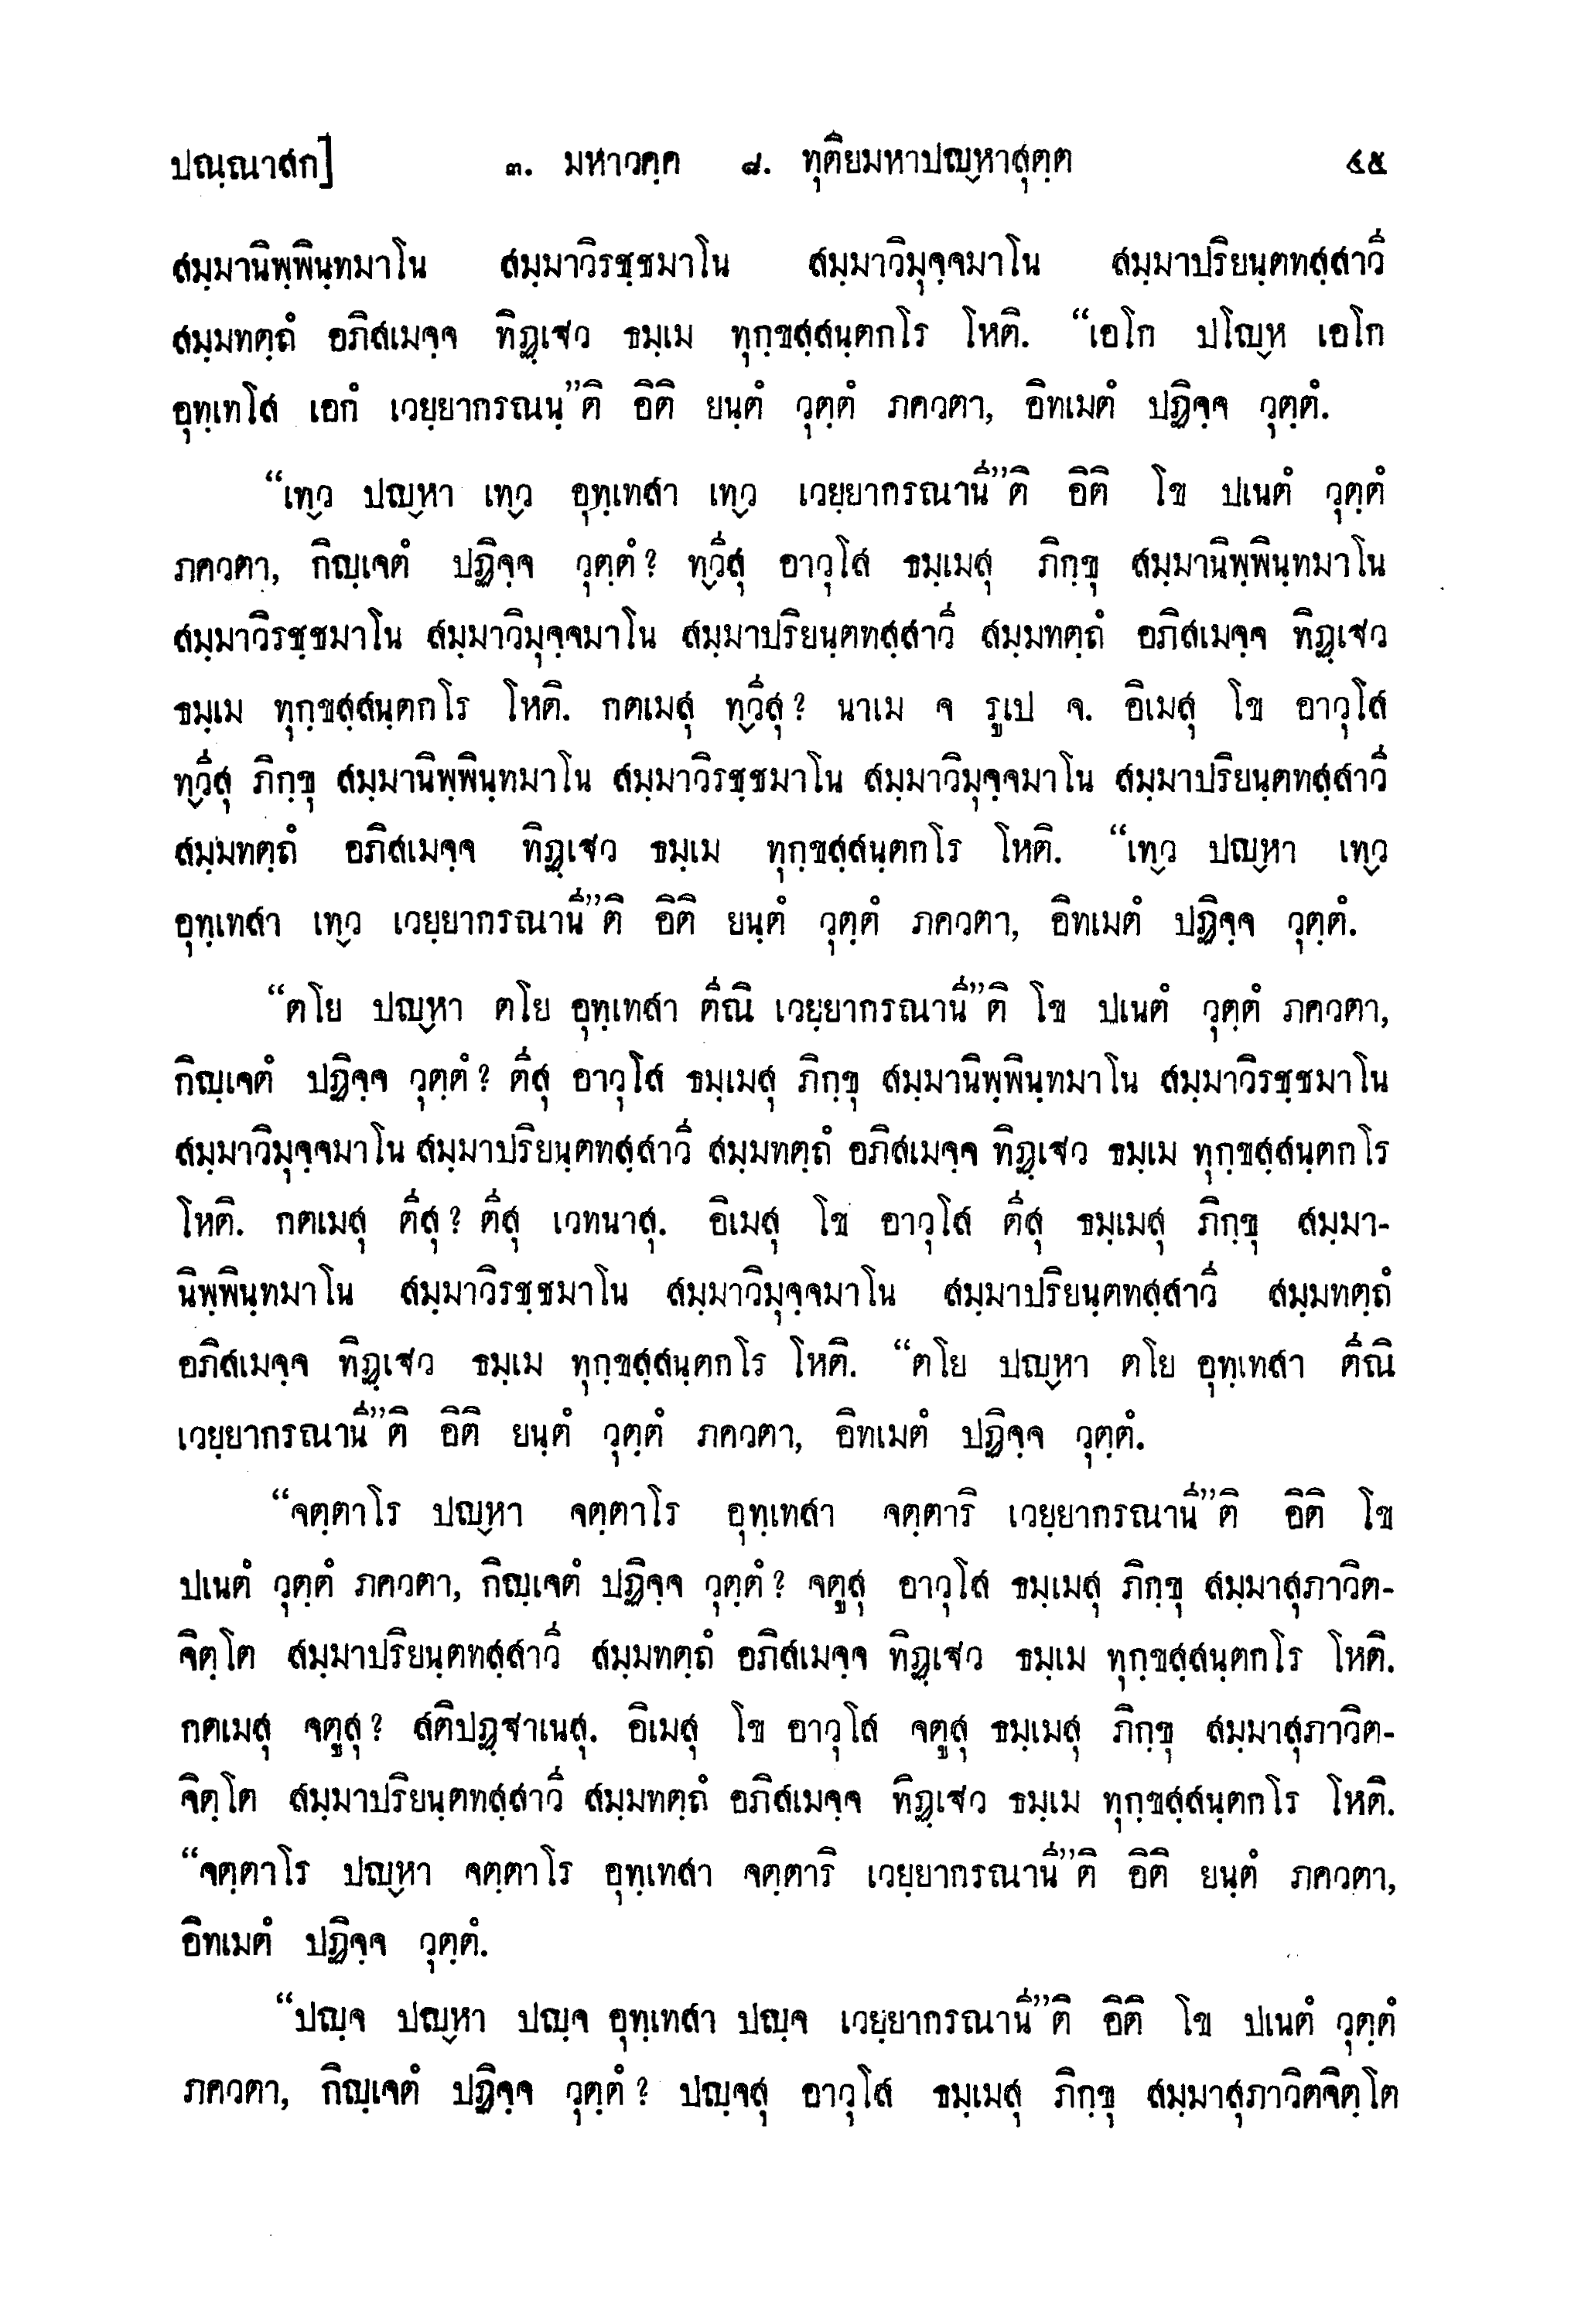 ปณฺณาสก] ๓. มหาวคฺค ๘. ทุติยมหาปญฺหาสุตฺต ๔๕
สมฺมานิพฺพินฺทมาโน สมฺมาวิรชฺชมาโน สมฺมาวิมุจฺจมาโน สมฺมาปริยนฺตทสฺสาวี
สมฺมทตฺถํ อภิสเมจฺจ ทิฏฺเฐว ธมฺเม ทุกฺขสฺสนฺตกโร โหติ. “เอโก ปโญฺห เอโก
อุทฺเทโส เอกํ เวยฺยากรณนฺ”ติ อิติ ยนฺตํ วุตฺตํ ภควตา, อิทเมตํ ปฏิจฺจ วุตฺตํ.
“เทฺว ปญฺหา เทฺว อุทฺเทสา เทฺว เวยฺยากรณานี”ติ อิติ โข ปเนตํ วุตฺตํ
ภควตา, กิญฺเจตํ ปฏิจฺจ วุตฺตํ? ทฺวีสุ อาวุโส ธมฺเมสุ ภิกฺขุ สมฺมานิพฺพินฺทมาโน
สมฺมาวิรชฺชมาโน สมฺมาวิมุจฺจมาโน สมฺมาปริยนฺตทสฺสาวี สมฺมทตฺถํ อภิสเมจฺจ ทิฏฺเฐว
ธมฺเม ทุกฺขสฺสนฺตกโร โหติ. กตเมสุ ทฺวีสุ? นาเม จ รูเป จ. อิเมสุ โข อาวุโส
ทฺวีสุ ภิกฺขุ สมฺมานิพฺพินฺทมาโน สมฺมาวิรชฺชมาโน สมฺมาวิมุจฺจมาโน สมฺมาปริยนฺตทสฺสาวี
สมฺมทตฺถํ อภิสเมจฺจ ทิฏฺเฐว ธมฺเม ทุกฺขสฺสนฺตกโร โหติ. “เทฺว ปญฺหา เทฺว
อุทฺเทสา เทฺว เวยฺยากรณานี”ติ อิติ ยนฺตํ วุตฺตํ ภควตา, อิทเมตํ ปฏิจฺจ วุตฺตํ.
“ตโย ปญฺหา ตโย อุทฺเทสา ตีณิ เวยฺยากรณานี”ติ โข ปเนตํ วุตฺตํ ภควตา,
กิญฺเจตํ ปฏิจฺจ วุตฺตํ? ตีสุ อาวุโส ธมฺเมสุ ภิกฺขุ สมฺมานิพฺพินฺทมาโน สมฺมาวิรชฺชมาโน
สมฺมาวิมุจฺจมาโน สมฺมาปริยนฺตทสฺสาวี สมฺมทตฺถํ อภิสเมจฺจ ทิฏฺเฐว ธมฺเม ทุกฺขสฺสนฺตกโร
โหติ. กตเมสุ ตีสุ? ตีสุ เวทนาสุ. อิเมสุ โข อาวุโส ตีสุ ธมฺเมสุ ภิกฺขุ สมฺมา-
นิพฺพินฺทมาโน สมฺมาวิรชฺชมาโน สมฺมาวิมุจฺจมาโน สมฺมาปริยนฺตทสฺสาวี สมฺมทตฺถํ
อภิสเมจฺจ ทิฏฺเฐว ธมฺเม ทุกฺขสฺสนฺตกโร โหติ. “ตโย ปญฺหา ตโย อุทฺเทสา ตีณิ
เวยฺยากรณานี”ติ อิติ ยนฺตํ วุตฺตํ ภควตา, อิทเมตํ ปฏิจฺจ วุตฺตํ.
“จตฺตาโร ปญฺหา จตฺตาโร อุทฺเทสา จตฺตาริ เวยฺยากรณานี”ติ อิติ โข
ปเนตํ วุตฺตํ ภควตา, กิญฺเจตํ ปฏิจฺจ วุตฺตํ? จตูสุ อาวุโส ธมฺเมสุ ภิกฺขุ สมฺมาสุภาวิต-
จิตฺโต สมฺมาปริยนฺตทสฺสาวี สมฺมทตฺถํ อภิสเมจฺจ ทิฏฺเฐว ธมฺเม ทุกฺขสฺสนฺตกโร โหติ.
กตเมสุ จตูสุ? สติปฏฺฐาเนสุ. อิเมสุ โข อาวุโส จตูสุ ธมฺเมสุ ภิกฺขุ สมฺมาสุภาวิต-
จิตฺโต สมฺมาปริยนฺตทสฺสาวี สมฺมทตฺถํ อภิสเมจฺจ ทิฏฺเฐว ธมฺเม ทุกฺขสฺสนฺตกโร โหติ.
“จตฺตาโร ปญฺหา จตฺตาโร อุทฺเทสา จตฺตาริ เวยฺยากรณานี”ติ อิติ ยนฺตํ ภควตา,
อิทเมตํ ปฏิจฺจ วุตฺตํ.
“ปญฺจ ปญฺหา ปญฺจ อุทฺเทสา ปญฺจ เวยฺยากรณานี”ติ อิติ โข ปเนตํ วุตฺตํ
ภควตา, กิญฺเจตํ ปฏิจฺจ วุตฺตํ? ปญฺจสุ อาวุโส ธมฺเมสุ ภิกฺขุ สมฺมาสุภาวิตจิตฺโต